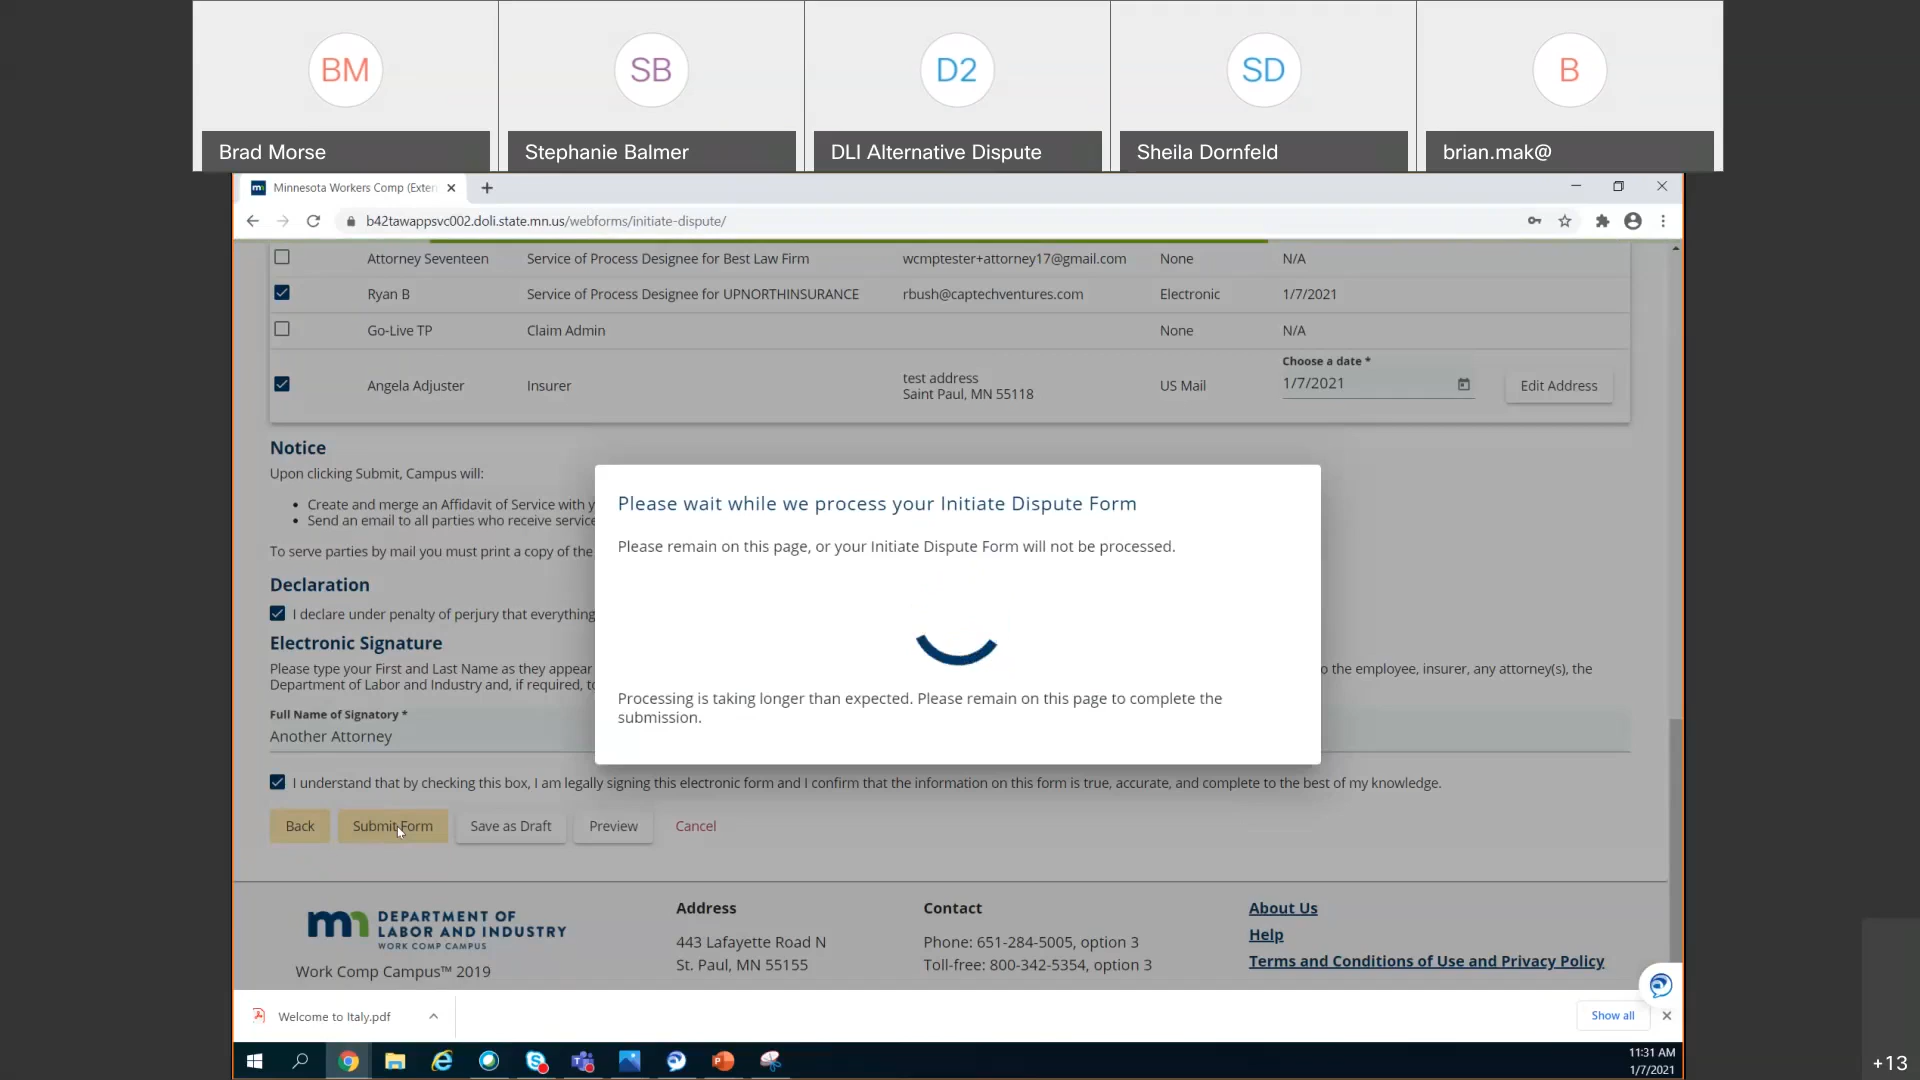 BM
SB
D2
SD
B
Brad Morse
Stephanie Balmer
DLI Alternative Dispute
Sheila Dornfeld
brian.mak@
Minnesota Workers Comp (Exter
b42tawappsvc002.doli.state.mn.us/webforms/initiate-dispute/
Attorney Seventeen Service of Process Designee for Best Law Firm wcmptester+attorney17@gmail.com None N/A
Ryan B Service of Process Designee for UPNORTHINSURANCE rbush@captechventures.com Electronic 1/7/2021
Go-Live TP Claim Admin None N/A
Choose a date *
Angela Adjuster Insurer test address US Mail 1/7/2021 Edit Address
Saint Paul, MN 55118
Notice
Upon clicking Submit, Campus will:
• Create and merge an Affidavit of Service with y
• Send an email to all parties who receive service
To serve parties by mail you must print a copy of the
Declaration
I declare under penalty of perjury that everything
Electronic Signature
Please type your First and Last Name as they appear o the employee, insurer, any attorney(s), the
Department of Labor and Industry and, if required, to
Full Name of Signatory *
Another Attorney
Please wait while we process your Initiate Dispute Form
Please remain on this page, or your Initiate Dispute Form will not be processed.
Processing is taking longer than expected. Please remain on this page to complete the
submission.
I understand that by checking this box, I am legally signing this electronic form and I confirm that the information on this form is true, accurate, and complete to the best of my knowledge.
Back Submit Form Save as Draft Preview Cancel
mn DEPARTMENT OF
LABOR AND INDUSTRY
WORK COMP CAMPUS
Work Comp Campus™ 2019
Address
443 Lafayette Road N
St. Paul, MN 55155
Contact
Phone: 651-284-5005, option 3
Toll-free: 800-342-5354, option 3
About Us
Help
Terms and Conditions of Use and Privacy Policy
Welcome to Italy.pdf
Show all
11:31 AM
1/7/2021
+13